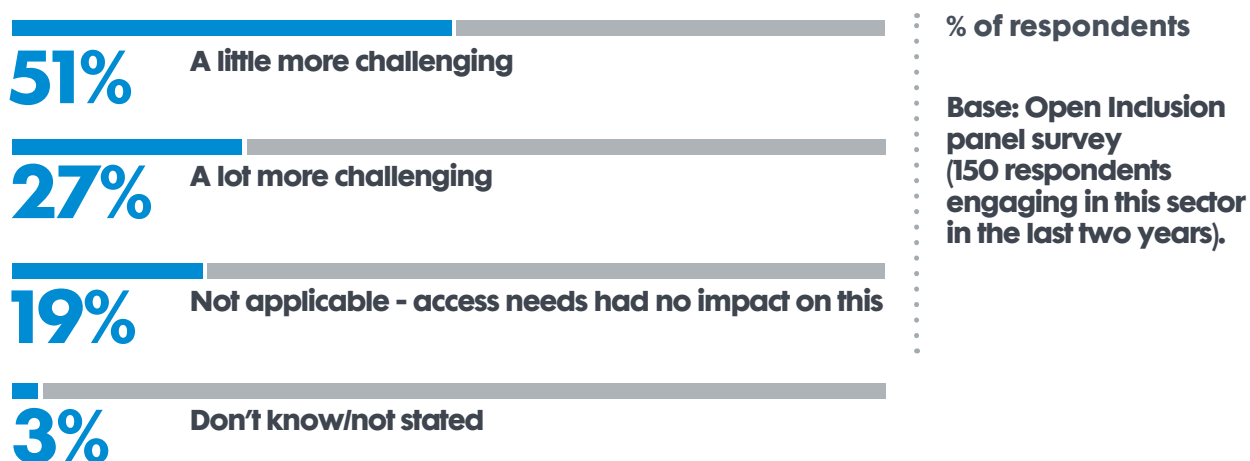 51%
A little more challenging
27%
A lot more challenging
19%
Not applicable - access needs had no impact on this
3%
Don't know/not stated
% of respondents
Base: Open Inclusion
panel survey
(150 respondents
engaging in this sector
in the last two years).